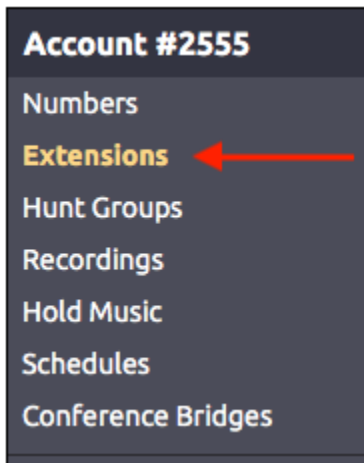 Account #2555
Numbers
Extensions
Hunt Groups
Recordings
Hold Music
Schedules
Conference Bridges